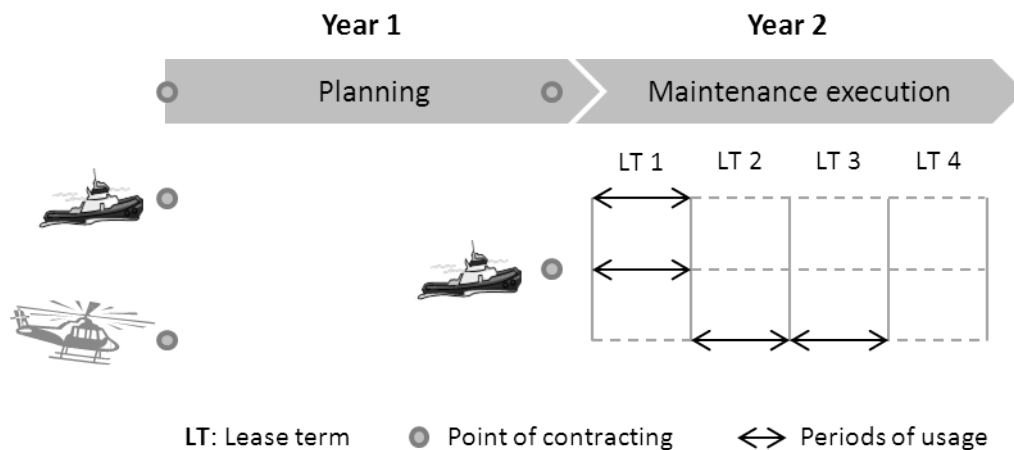 Year 1
Year 2
Planning
Maintenance execution
LT 1
LT 2
LT 3
LT 4
LT: Lease term
Point of contracting
Periods of usage